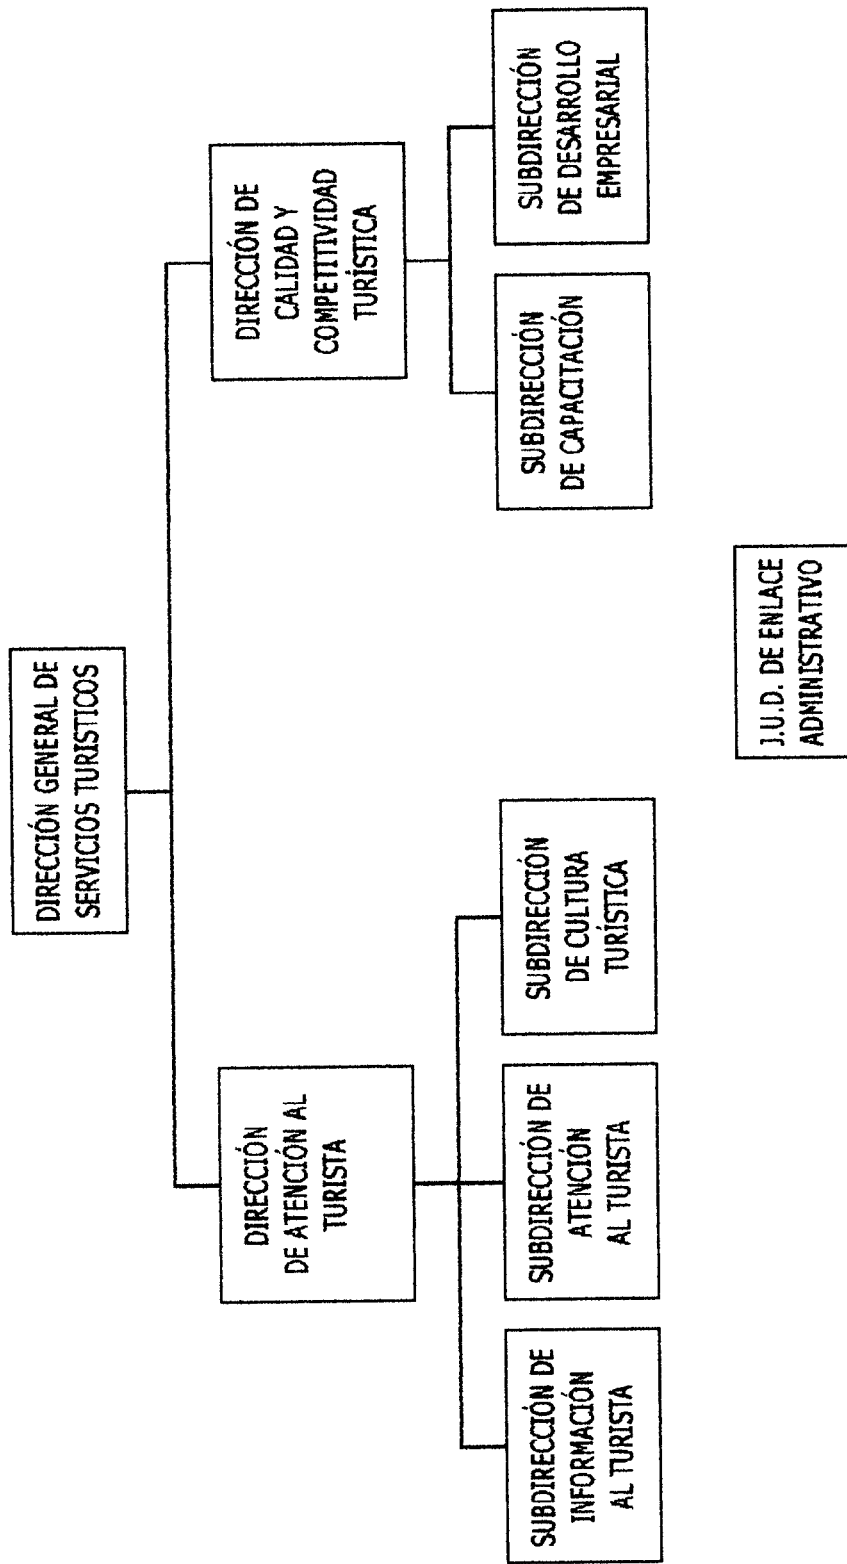 DIRECCIÓN GENERAL DE
SERVICIOS TURISTICOS
DIRECCIÓN
DE ATENCIÓN AL
TURISTA
DIRECCIÓN DE
CALIDAD Y
COMPETITIVIDAD
TURÍSTICA
SUBDIRECCIÓN DE
INFORMACIÓN
AL TURISTA
SUBDIRECCIÓN DE
ATENCIÓN
AL TURISTA
SUBDIRECCIÓN
DE CULTURA
TURÍSTICA
SUBDIRECCIÓN
DE CAPACITACIÓN
SUBDIRECCIÓN
DE DESARROLLO
EMPRESARIAL
J.U.D. DE ENLACE
ADMINISTRATIVO